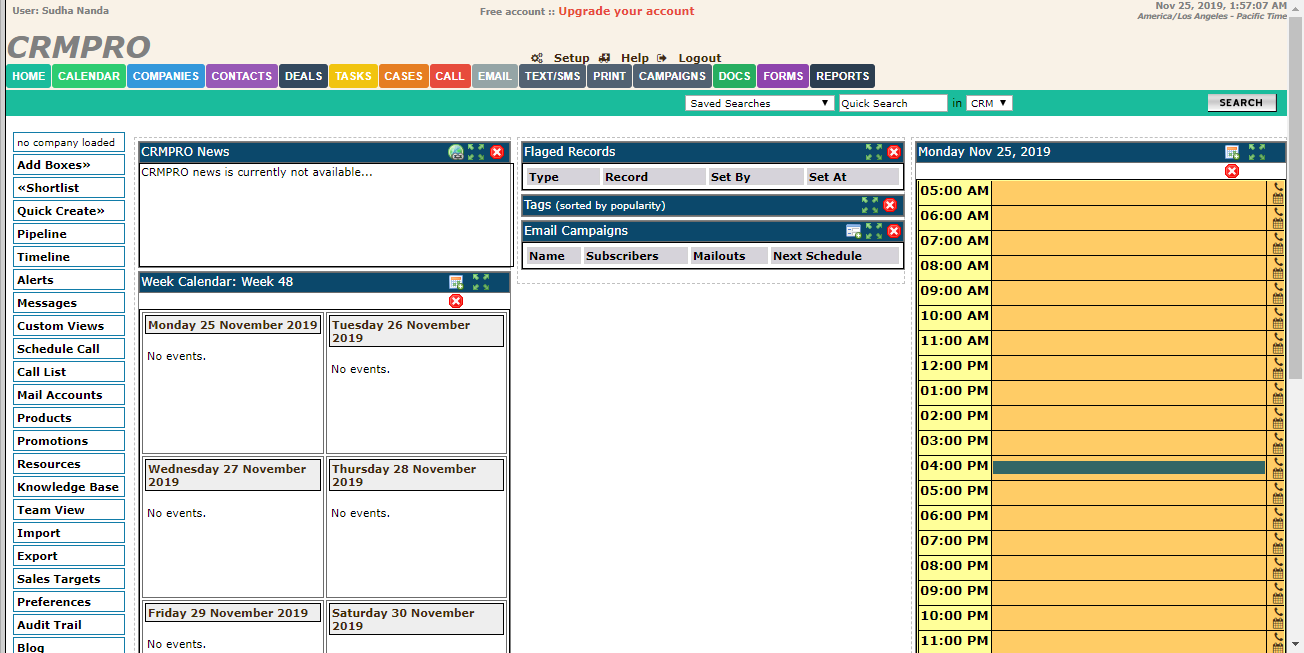 User: Sudha Nanda
Free account :: Upgrade your account
Nov 25, 2019, 1:57:07 AM
America/Los Angeles - Pacific Time
CRMPRO
Setup Help Logout
HOME CALENDAR COMPANIES CONTACTS DEALS TASKS CASES CALL EMAIL TEXT/SMS PRINT CAMPAIGNS DOCS FORMS REPORTS
Saved Searches ▼ Quick Search in CRM ▼ SEARCH
no company loaded
Add Boxes»
«Shortlist
Quick Create»
Pipeline
Timeline
Alerts
Messages
Custom Views
Schedule Call
Call List
Mail Accounts
Products
Promotions
Resources
Knowledge Base
Team View
Import
Export
Sales Targets
Preferences
Audit Trail
Blog
CRMPRO News
CRMPRO news is currently not available...
Week Calendar: Week 48
Monday 25 November 2019
No events.
Tuesday 26 November
2019
No events.
Wednesday 27 November
2019
No events.
Thursday 28 November
2019
No events.
Friday 29 November 2019
No events.
Saturday 30 November
2019
Flaged Records
Type Record Set By Set At
Tags (sorted by popularity)
Email Campaigns
Name Subscribers Mailouts Next Schedule
Monday Nov 25, 2019
05:00 AM
06:00 AM
07:00 AM
08:00 AM
09:00 AM
10:00 AM
11:00 AM
12:00 PM
01:00 PM
02:00 PM
03:00 PM
04:00 PM
05:00 PM
06:00 PM
07:00 PM
08:00 PM
09:00 PM
10:00 PM
11:00 PM